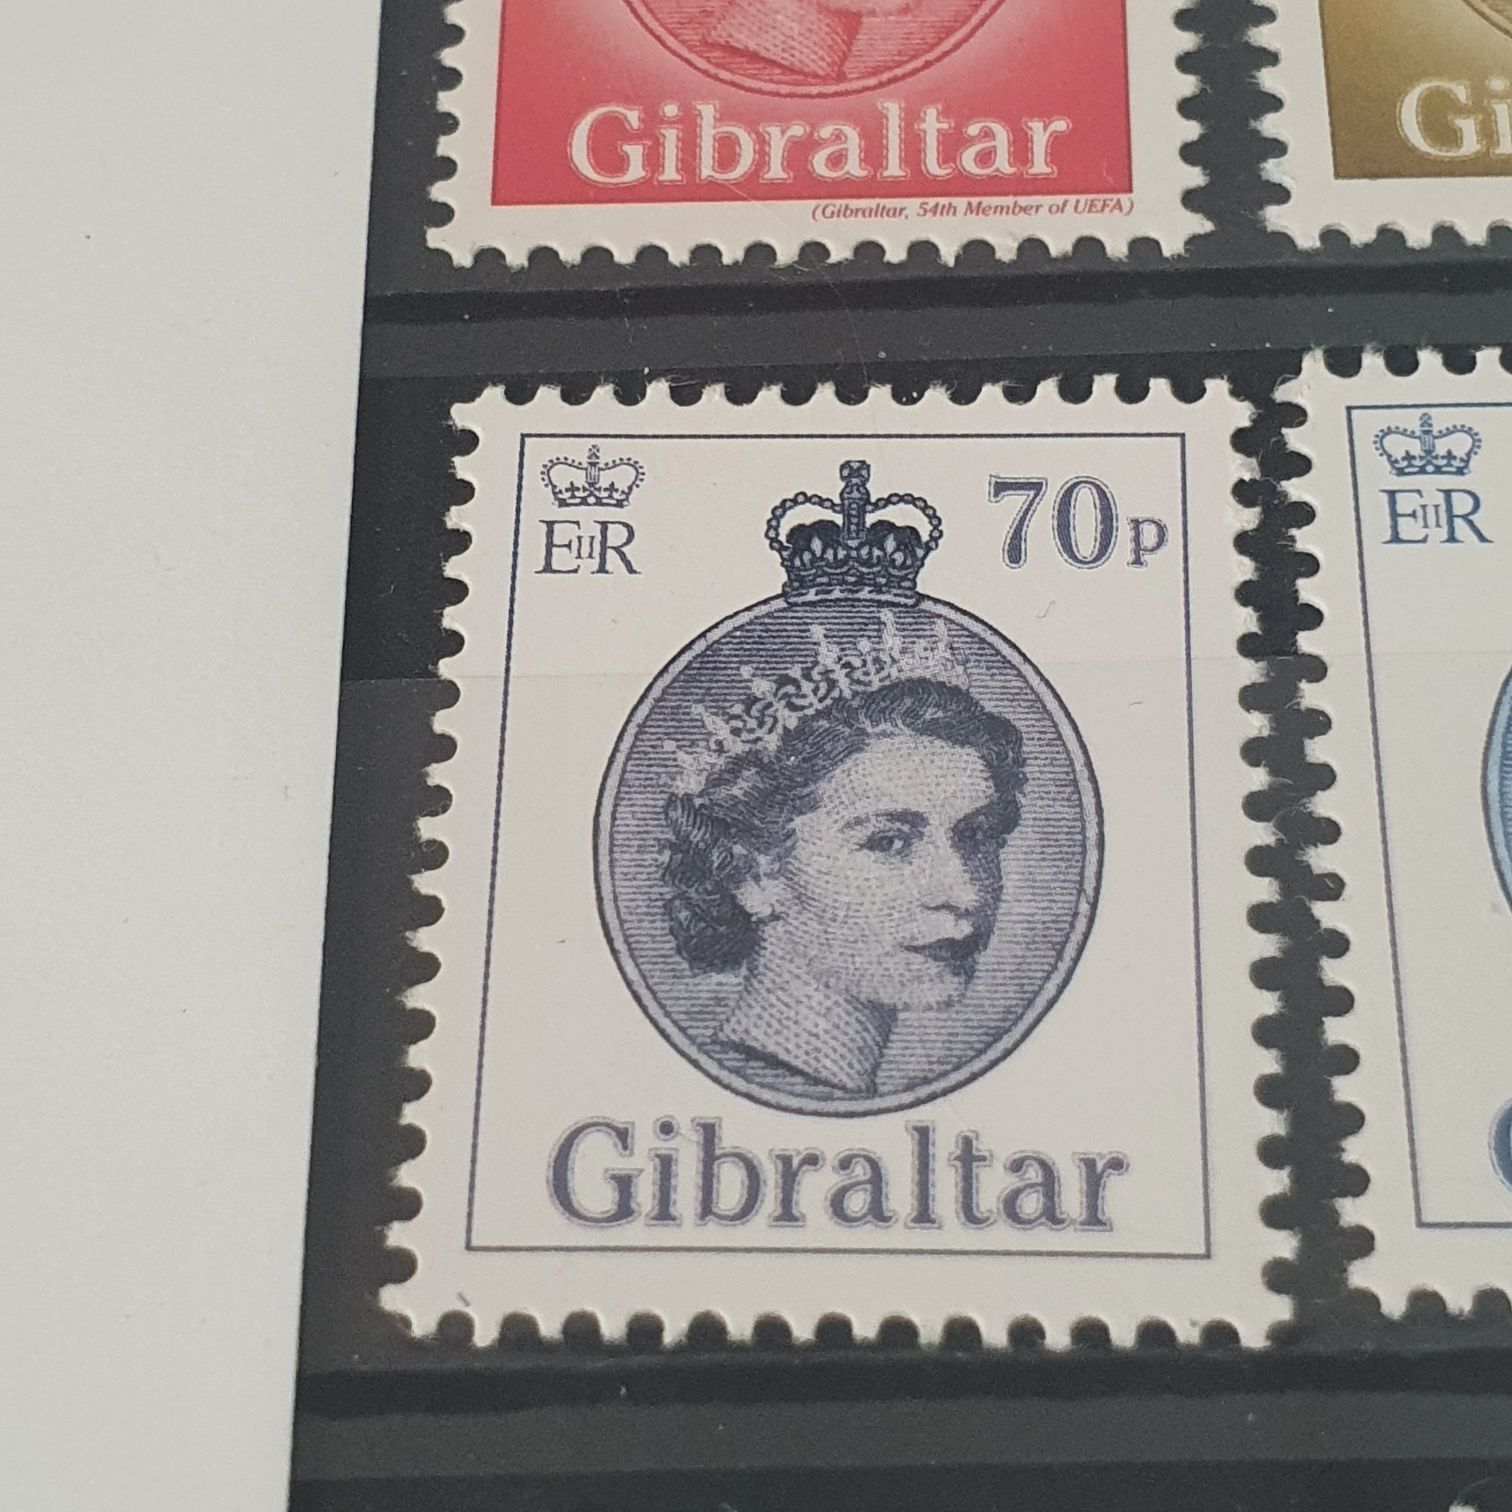 Gibraltar
(Gibraltar, 54th Member of UEFA)
EIIR
70p
Gibraltar
EIIR